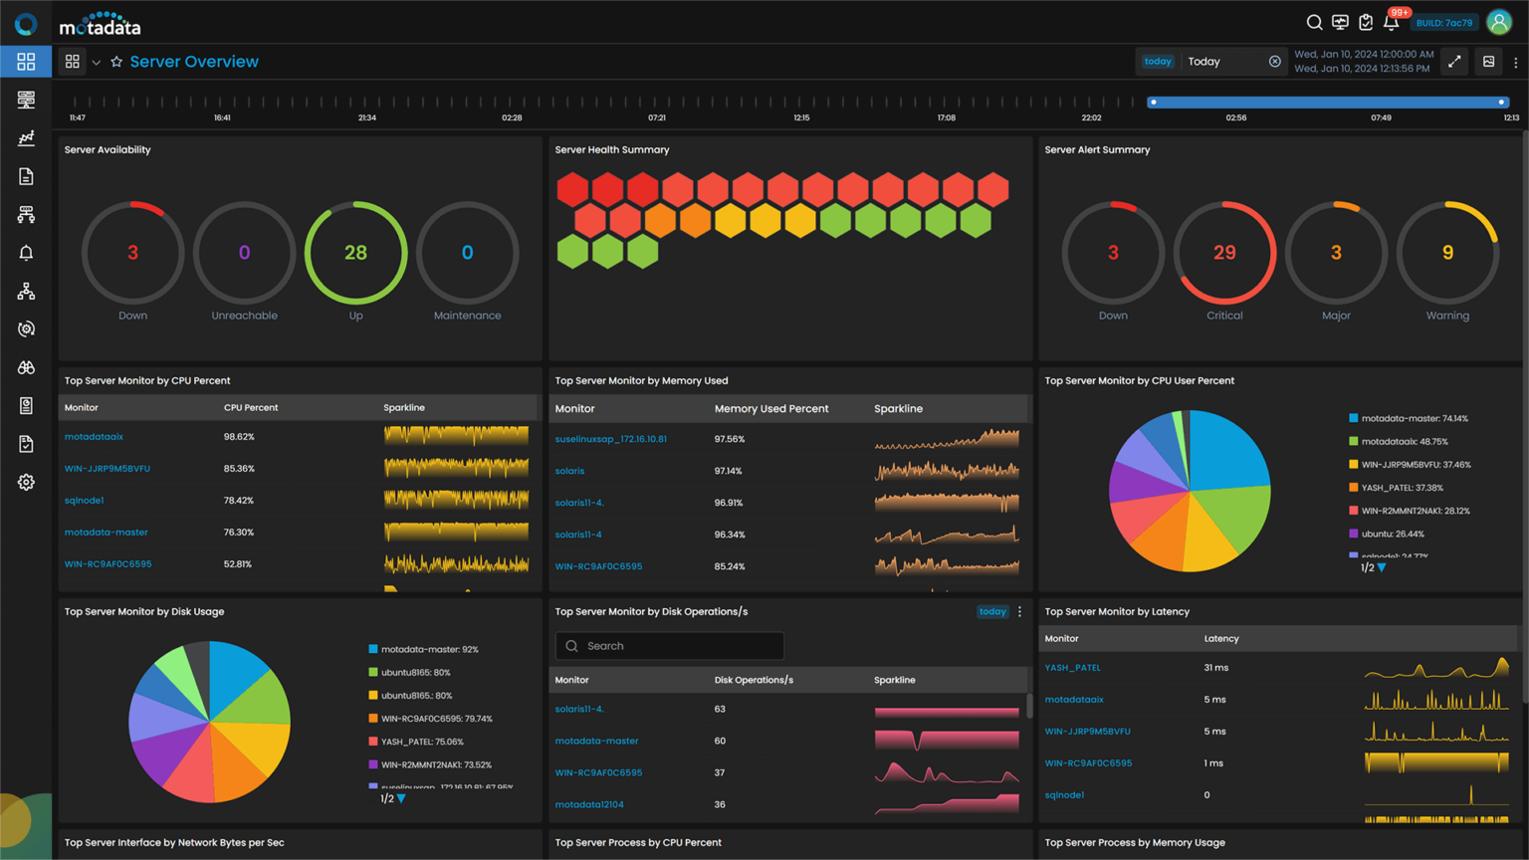 motadata
99+
BUILD: 7ac79
Server Overview
today
Today
Wed, Jan 10, 2024 12:00:00 AM
Wed, Jan 10, 2024 12:13:56 PM
11:47 16:41 21:34 02:28 07:21 12:15 17:08 22:02 02:56 07:49 12:13
Server Availability
3 0 28 0
Down Unreachable Up Maintenance
Server Health Summary
Server Alert Summary
3 29 3 9
Down Critical Major Warning
Top Server Monitor by CPU Percent
Monitor CPU Percent Sparkline
motadataaix 98.62%
WIN-JJRP9M5BVFU 85.36%
sqlnode1 78.42%
motadata-master 76.30%
WIN-RC9AF0C6595 52.81%
Top Server Monitor by Memory Used
Monitor Memory Used Percent Sparkline
suselinuxsap_172.16.10.81 97.56%
solaris 97.14%
solaris11-4. 96.91%
solaris11-4 96.34%
WIN-RC9AF0C6595 85.24%
Top Server Monitor by CPU User Percent
motadata-master: 74.14%
motadataaix: 48.75%
WIN-JJRP9M5BVFU: 37.46%
YASH_PATEL: 37.38%
WIN-R2MMNT2NAK1: 28.12%
ubuntu: 26.44%
sqlnode1: 24.77%
1/2
Top Server Monitor by Disk Usage
motadata-master: 92%
ubuntu8165: 80%
ubuntu8165.: 80%
WIN-RC9AF0C6595: 79.74%
YASH_PATEL: 75.06%
WIN-R2MMNT2NAK1: 73.52%
suselinuxsap_172.16.10.81: 67.95%
1/2
Top Server Monitor by Disk Operations/s
today
Search
Monitor Disk Operations/s Sparkline
solaris11-4. 63
motadata-master 60
WIN-RC9AF0C6595 37
motadata12104 36
Top Server Monitor by Latency
Monitor Latency
YASH_PATEL 31 ms
motadataaix 5 ms
WIN-JJRP9M5BVFU 5 ms
WIN-RC9AF0C6595 1 ms
sqlnode1 0
Top Server Interface by Network Bytes per Sec
Top Server Process by CPU Percent
Top Server Process by Memory Usage